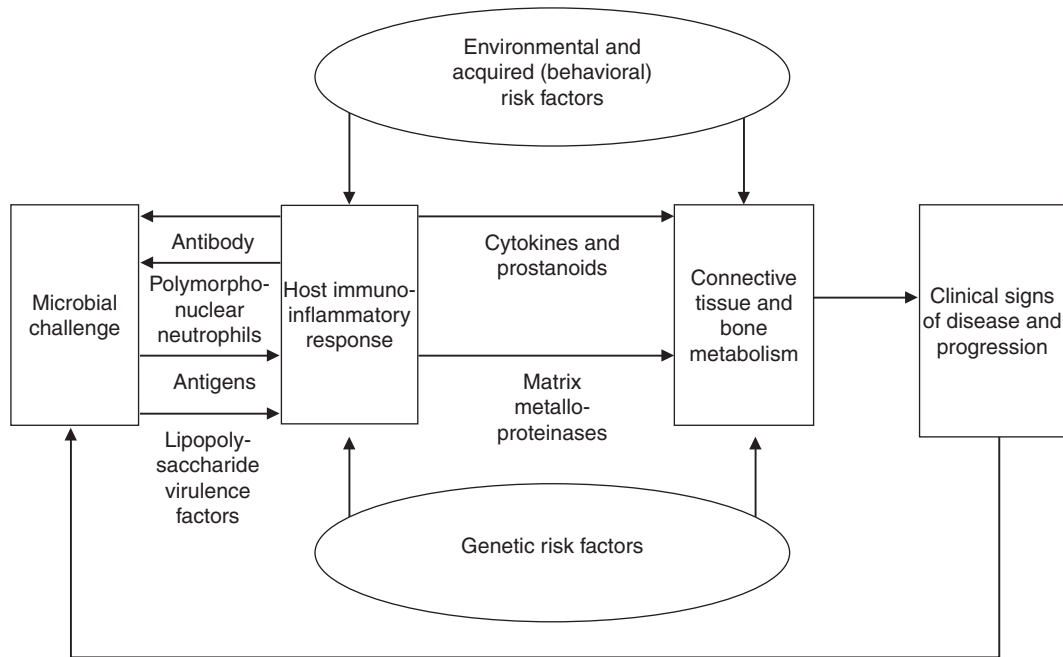 Environmental and
acquired (behavioral)
risk factors
Microbial
challenge
Antibody
Polymorpho-
nuclear
neutrophils
Antigens
Lipopoly-
saccharide
virulence
factors
Host immuno-
inflammatory
response
Cytokines and
prostanoids
Matrix
metallo-
proteinases
Connective
tissue and
bone
metabolism
Clinical signs
of disease and
progression
Genetic risk factors